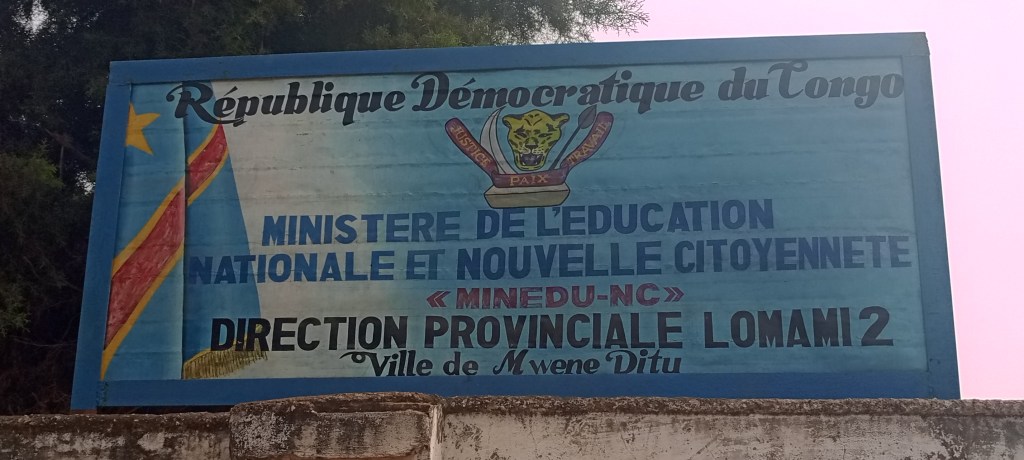 République Démocratique du Congo
JUSTICE PAIX TRAVAIL
MINISTERE DE L'EDUCATION
NATIONALE ET NOUVELLE CITOYENNETE
« MINEDU-NC »
DIRECTION PROVINCIALE LOMAMI 2
Ville de Mwene Ditu